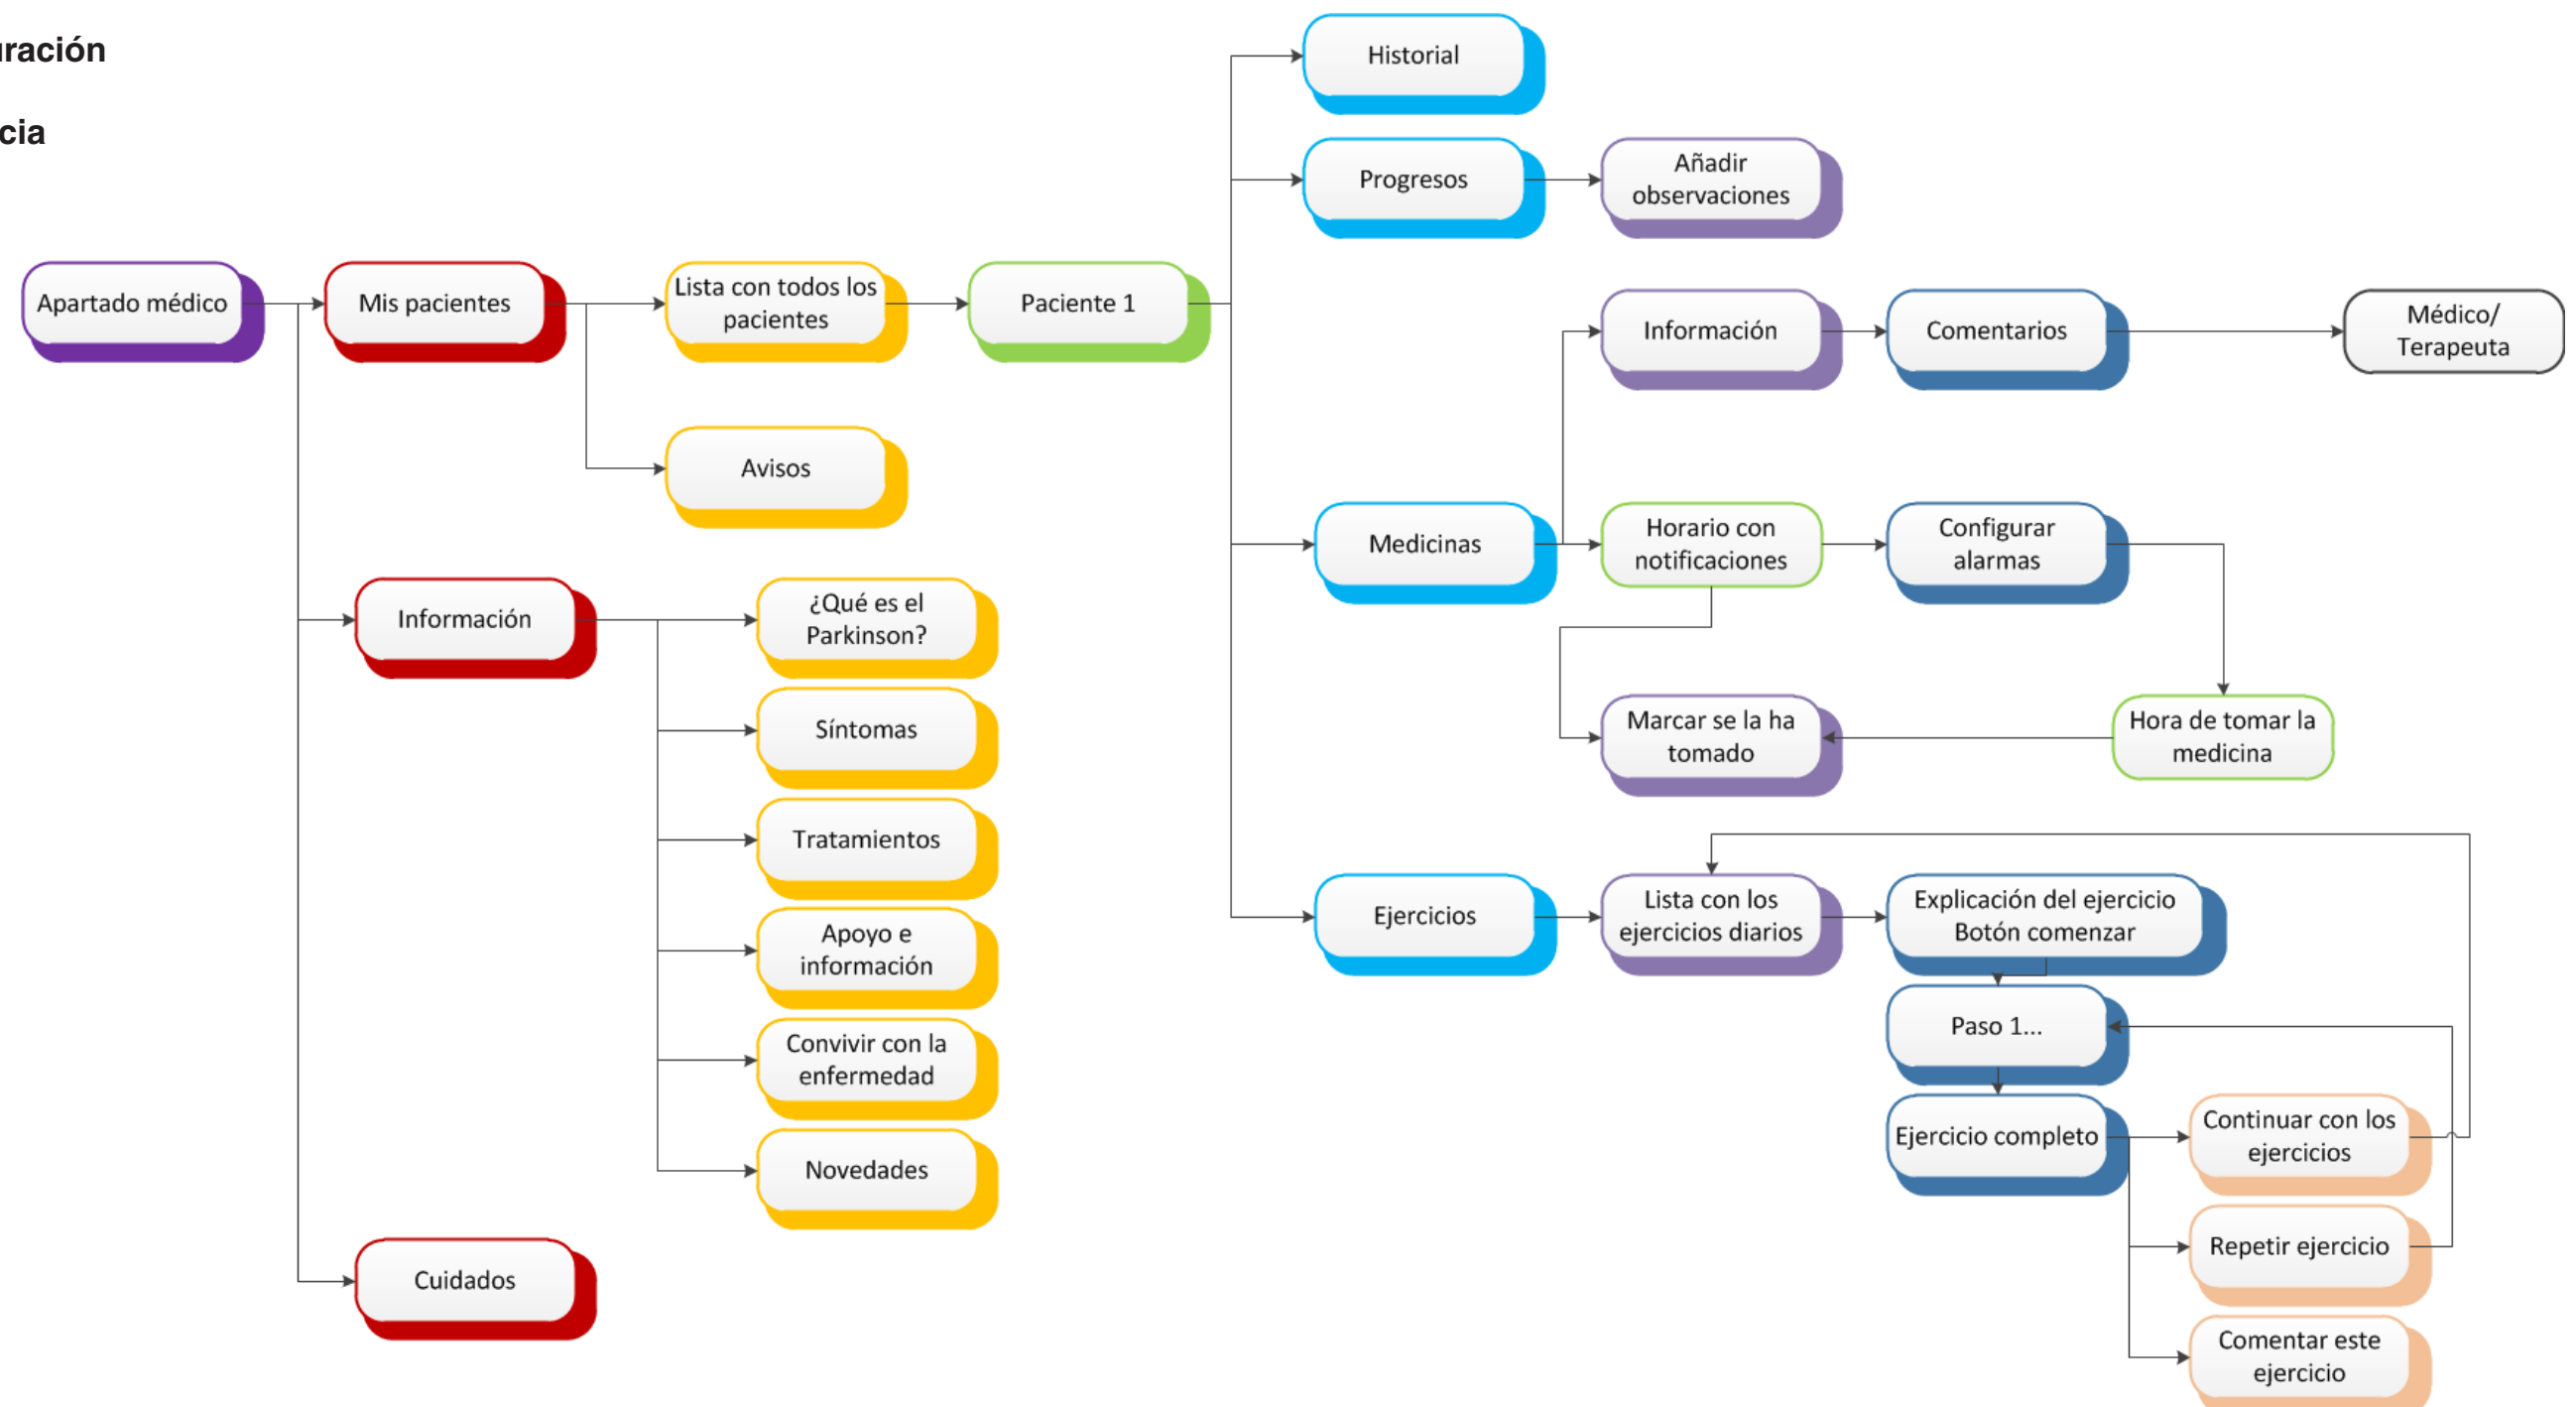 uración
cia
Apartado médico
Mis pacientes
Lista con todos los
pacientes
Avisos
Paciente 1
Información
¿Qué es el
Parkinson?
Síntomas
Tratamientos
Apoyo e
información
Convivir con la
enfermedad
Novedades
Cuidados
Historial
Progresos
Añadir
observaciones
Medicinas
Información
Comentarios
Médico/
Terapeuta
Horario con
notificaciones
Configurar
alarmas
Marcar se la ha
tomado
Hora de tomar la
medicina
Ejercicios
Lista con los
ejercicios diarios
Explicación del ejercicio
Botón comenzar
Paso 1...
Ejercicio completo
Continuar con los
ejercicios
Repetir ejercicio
Comentar este
ejercicio